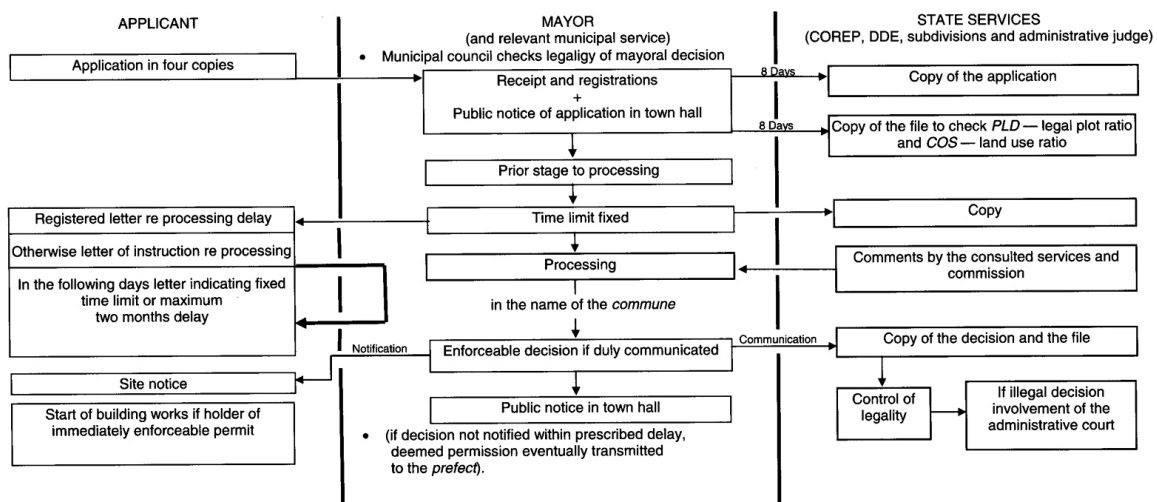 APPLICANT
Application in four copies
Registered letter re processing delay
Otherwise letter of instruction re processing
In the following days letter indicating fixed
time limit or maximum
two months delay
Site notice
Start of building works if holder of
immediately enforceable permit
MAYOR
(and relevant municipal service)
• Municipal council checks legaligy of mayoral decision
Receipt and registrations
+
Public notice of application in town hall
Prior stage to processing
Time limit fixed
Processing
in the name of the commune
Notification
Enforceable decision if duly communicated
Communication
Public notice in town hall
• (if decision not notified within prescribed delay,
deemed permission eventually transmitted
to the prefect).
STATE SERVICES
(COREP, DDE, subdivisions and administrative judge)
8 Days
Copy of the application
8 Days
Copy of the file to check PLD — legal plot ratio
and COS — land use ratio
Copy
Comments by the consulted services and
commission
Copy of the decision and the file
Control of
legality
If illegal decision
involvement of the
administrative court